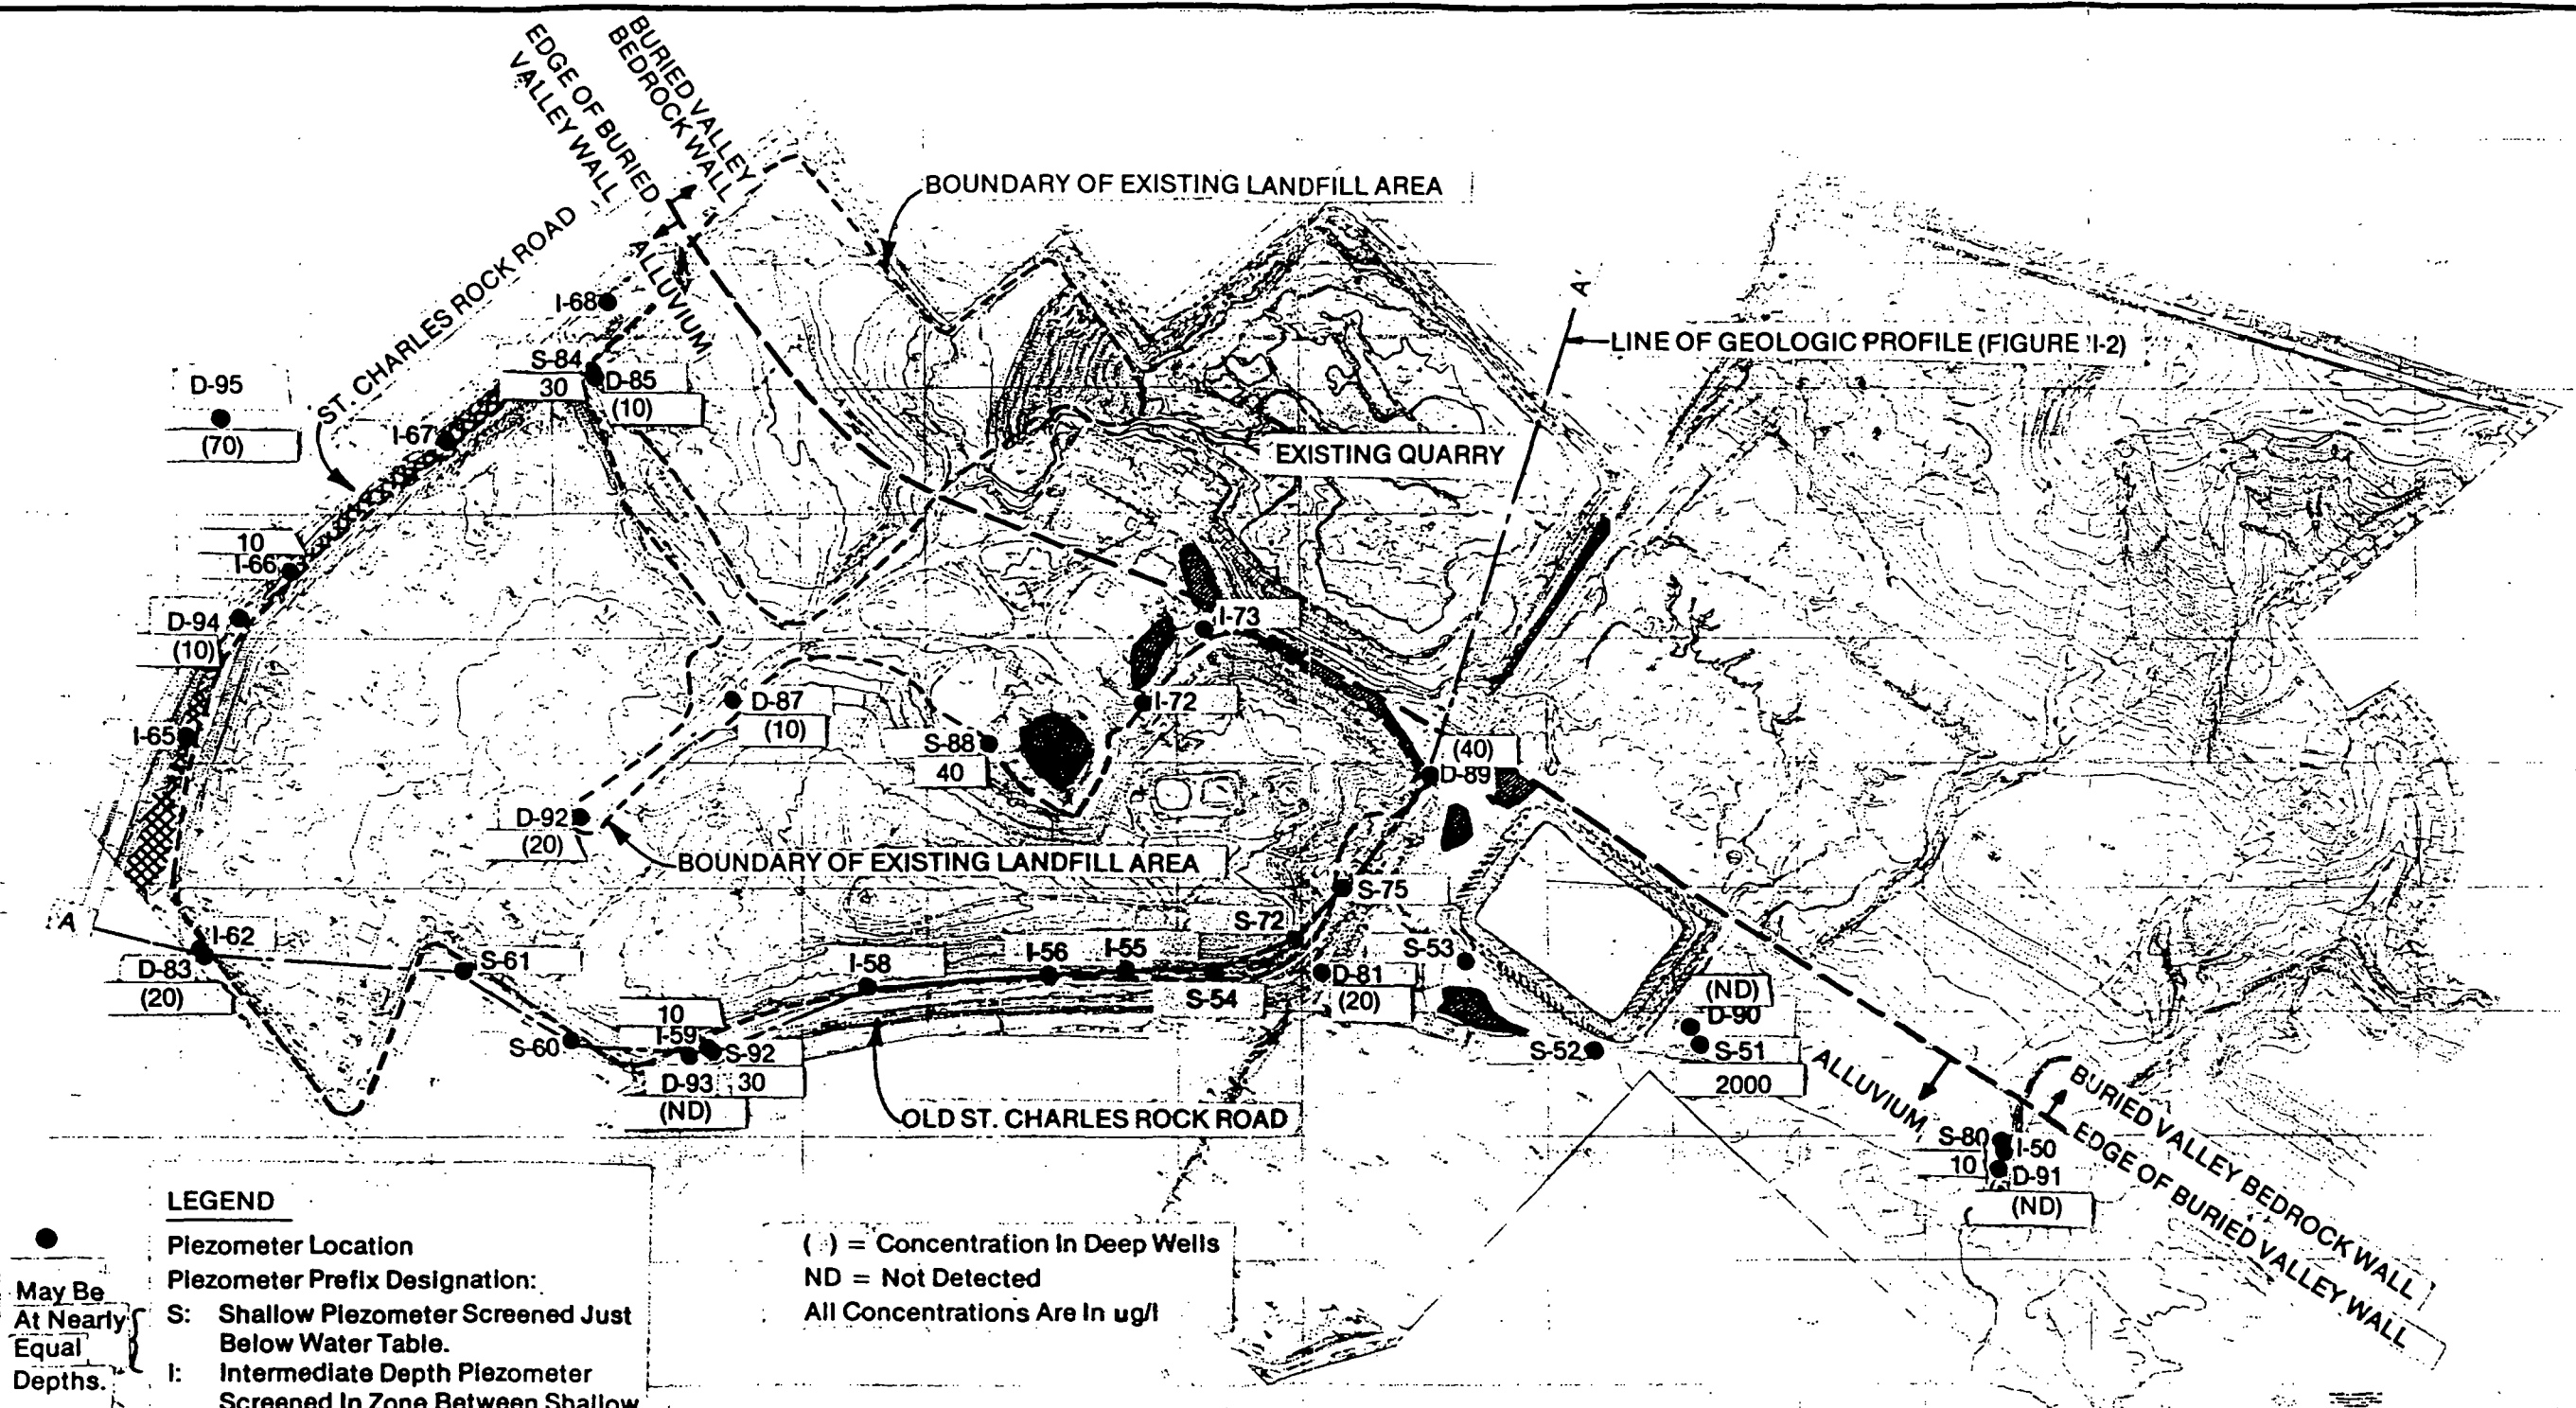 EDGE OF BURIED
VALLEY WALL
BURIED VALLEY
BEDROCK WALL
BOUNDARY OF EXISTING LANDFILL AREA
ST. CHARLES ROCK ROAD
ALLUVIUM
I-68
S-84
30
D-85
(10)
D-95
(70)
I-67
A'
LINE OF GEOLOGIC PROFILE (FIGURE I-2)
EXISTING QUARRY
10
I-66
D-94
(10)
I-73
I-72
D-87
(10)
I-65
S-88
40
(40)
D-89
D-92
(20)
BOUNDARY OF EXISTING LANDFILL AREA
S-75
A
I-62
D-83
(20)
S-61
I-58
I-56
I-55
S-72
S-54
S-53
D-81
(20)
(ND)
D-90
S-51
2000
S-52
S-60
10
I-59
S-92
30
D-93
(ND)
OLD ST. CHARLES ROCK ROAD
ALLUVIUM
BURIED VALLEY BEDROCK WALL
EDGE OF BURIED VALLEY WALL
S-80
10
I-50
D-91
(ND)
LEGEND
Piezometer Location
Piezometer Prefix Designation:
May Be
At Nearly
Equal
Depths.
S: Shallow Piezometer Screened Just
Below Water Table.
I: Intermediate Depth Piezometer
Screened In Zone Between Shallow
( ) = Concentration In Deep Wells
ND = Not Detected
All Concentrations Are In ug/l